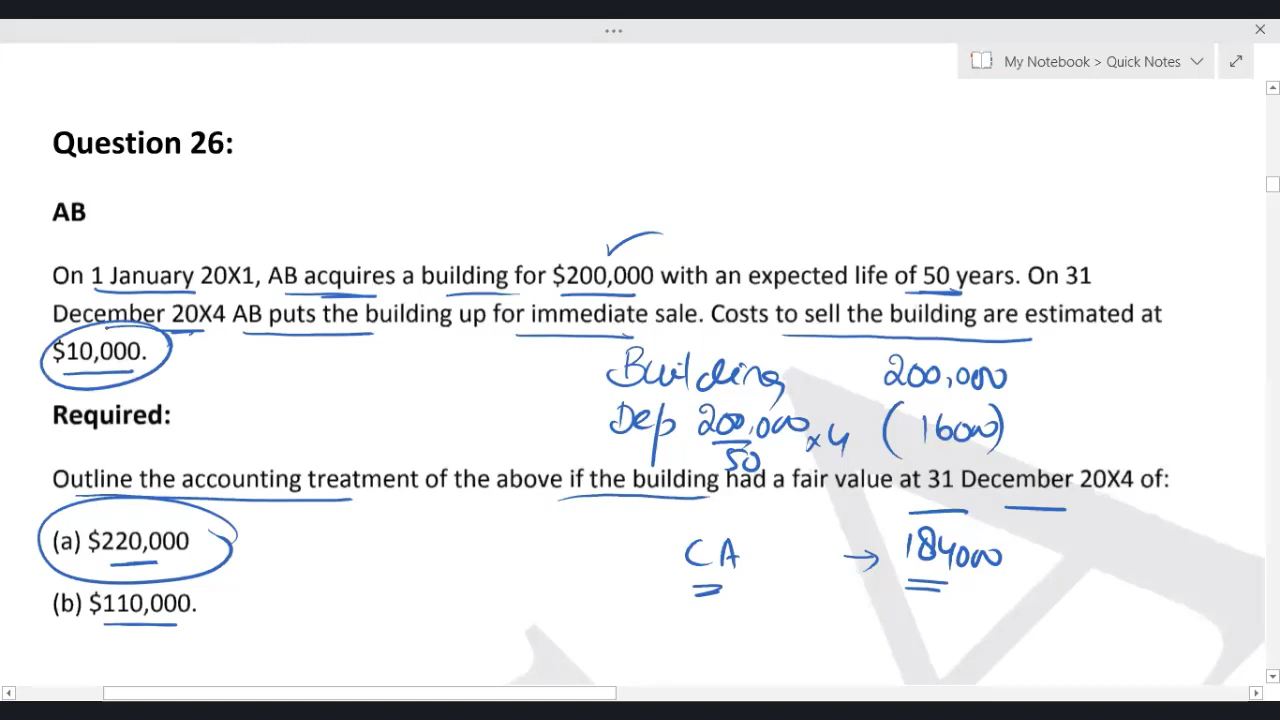 My Notebook > Quick Notes
Question 26:
AB
On 1 January 20X1, AB acquires a building for $200,000 with an expected life of 50 years. On 31
December 20X4 AB puts the building up for immediate sale. Costs to sell the building are estimated at
$10,000.
Building 200,000
Required:
Dep 200,000/50 x4 (16000)
Outline the accounting treatment of the above if the building had a fair value at 31 December 20X4 of:
(a) $220,000
CA → 184000
(b) $110,000.